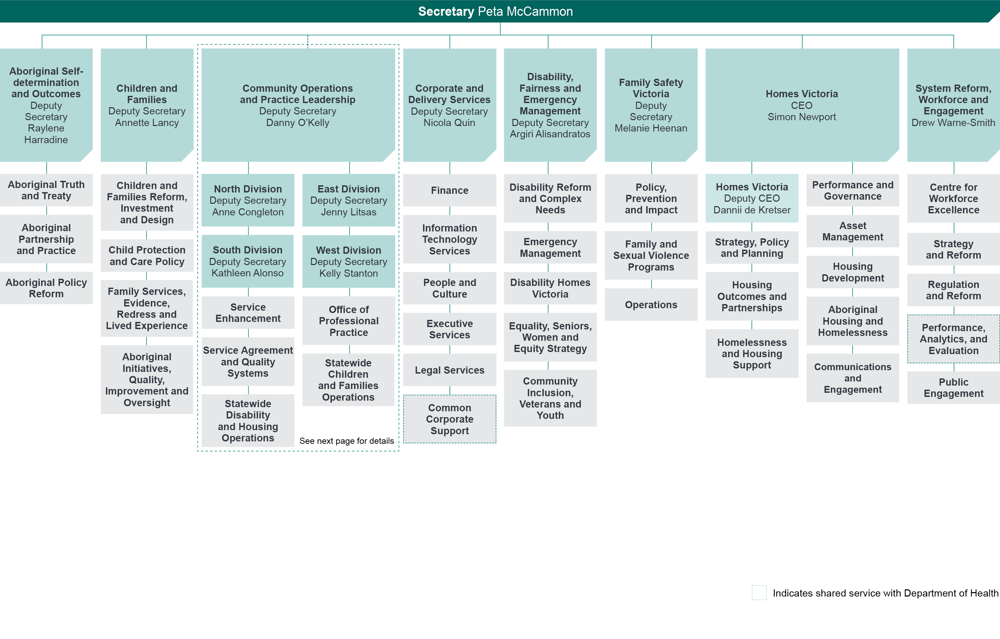 Secretary Peta McCammon
Aboriginal Self-
determination
and Outcomes
Deputy
Secretary
Raylene
Harradine
Aboriginal Truth
and Treaty
Aboriginal
Partnership
and Practice
Aboriginal Policy
Reform
Children and
Families
Deputy Secretary
Annette Lancy
Children and
Families Reform,
Investment
and Design
Child Protection
and Care Policy
Family Services,
Evidence,
Redress and
Lived Experience
Aboriginal
Initiatives,
Quality,
Improvement and
Oversight
Community Operations
and Practice Leadership
Deputy Secretary
Danny O’Kelly
North Division
Deputy Secretary
Anne Congleton
South Division
Deputy Secretary
Kathleen Alonso
Service
Enhancement
Service Agreement
and Quality
Systems
Statewide
Disability
and Housing
Operations
East Division
Deputy Secretary
Jenny Litsas
West Division
Deputy Secretary
Kelly Stanton
Office of
Professional
Practice
Statewide
Children
and Families
Operations
See next page for details
Corporate and
Delivery Services
Deputy Secretary
Nicola Quin
Finance
Information
Technology
Services
People and
Culture
Executive
Services
Legal Services
Common
Corporate
Support
Disability,
Fairness and
Emergency
Management
Deputy Secretary
Argiri Alisandratos
Disability Reform
and Complex
Needs
Emergency
Management
Disability Homes
Victoria
Equality, Seniors,
Women and
Equity Strategy
Community
Inclusion,
Veterans and
Youth
Family Safety
Victoria
Deputy
Secretary
Melanie Heenan
Policy,
Prevention
and Impact
Family and
Sexual Violence
Programs
Operations
Homes Victoria
CEO
Simon Newport
Homes Victoria
Deputy CEO
Dannii de Kretser
Strategy, Policy
and Planning
Housing
Outcomes and
Partnerships
Homelessness
and Housing
Support
Performance and
Governance
Asset
Management
Housing
Development
Aboriginal
Housing and
Homelessness
Communications
and
Engagement
System Reform,
Workforce and
Engagement
Drew Warne-Smith
Centre for
Workforce
Excellence
Strategy
and Reform
Regulation
and Reform
Performance,
Analytics, and
Evaluation
Public
Engagement
Indicates shared service with Department of Health